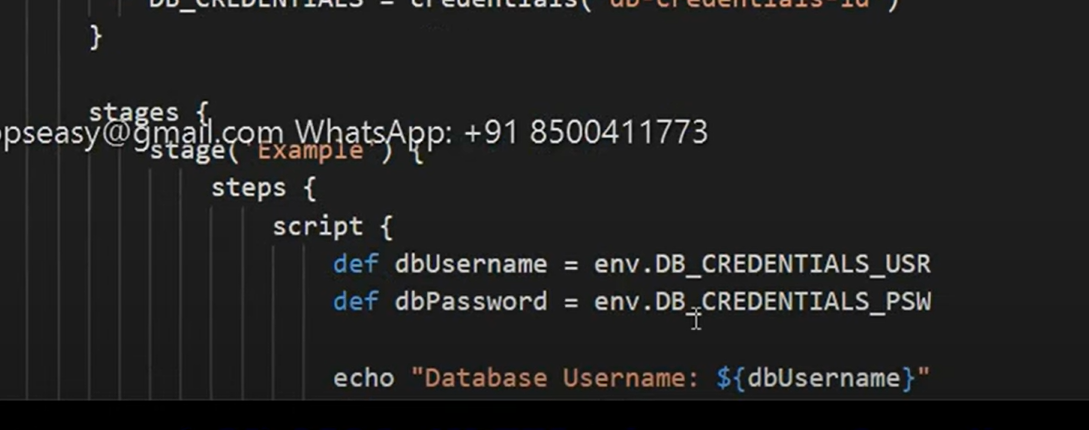 DB_CREDENTIALS = credentials('db-credentials-id')
}
stages {
opseasy@gmail.com WhatsApp: +91 8500411773
stage('Example') {
steps {
script {
def dbUsername = env.DB_CREDENTIALS_USR
def dbPassword = env.DB_CREDENTIALS_PSW
echo "Database Username: ${dbUsername}"